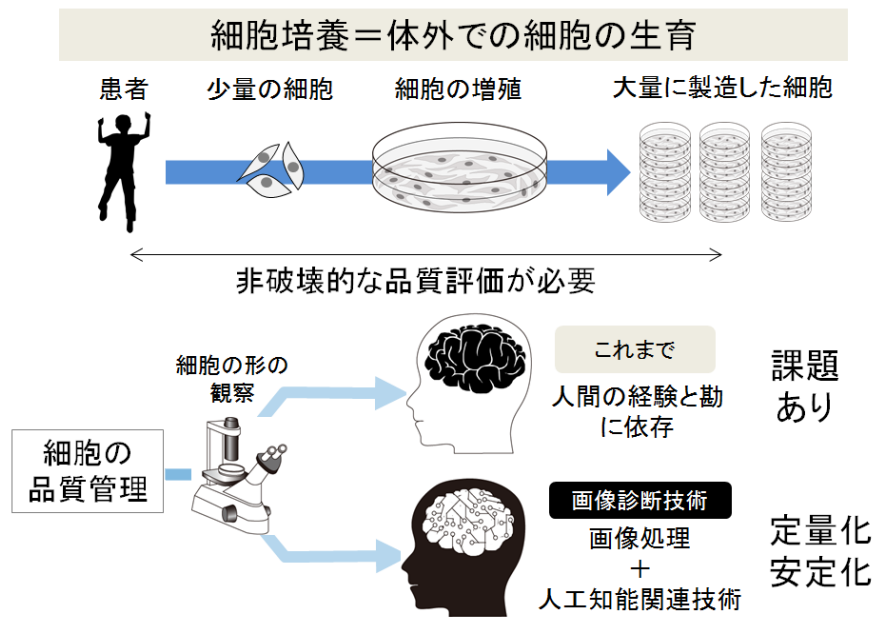 細胞培養＝体外での細胞の生育
患者
少量の細胞
細胞の増殖
大量に製造した細胞
非破壊的な品質評価が必要
細胞の形の
観察
細胞の
品質管理
これまで
人間の経験と勘
に依存
課題
あり
画像診断技術
画像処理
＋
人工知能関連技術
定量化
安定化